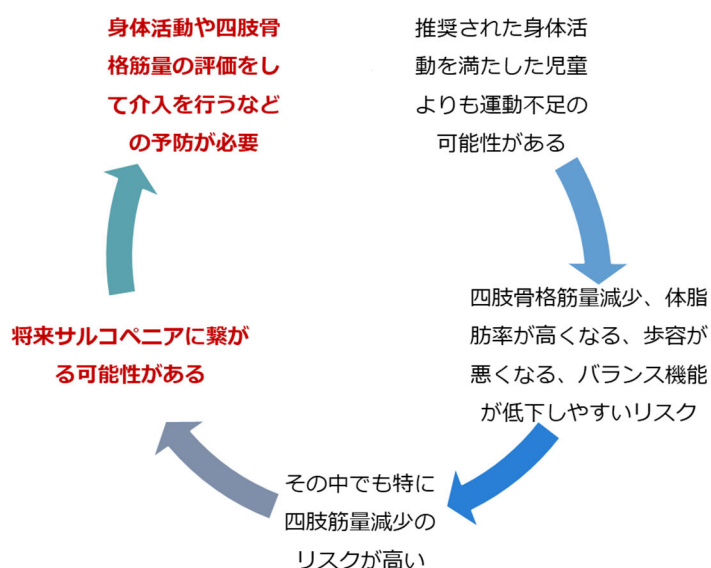 推奨された身体活
動を満たした児童
よりも運動不足の
可能性がある
四肢骨格筋量減少、体脂
肪率が高くなる、歩容が
悪くなる、バランス機能
が低下しやすいリスク
その中でも特に
四肢筋量減少の
リスクが高い
将来サルコペニアに繋が
る可能性がある
身体活動や四肢骨
格筋量の評価をし
て介入を行うなど
の予防が必要